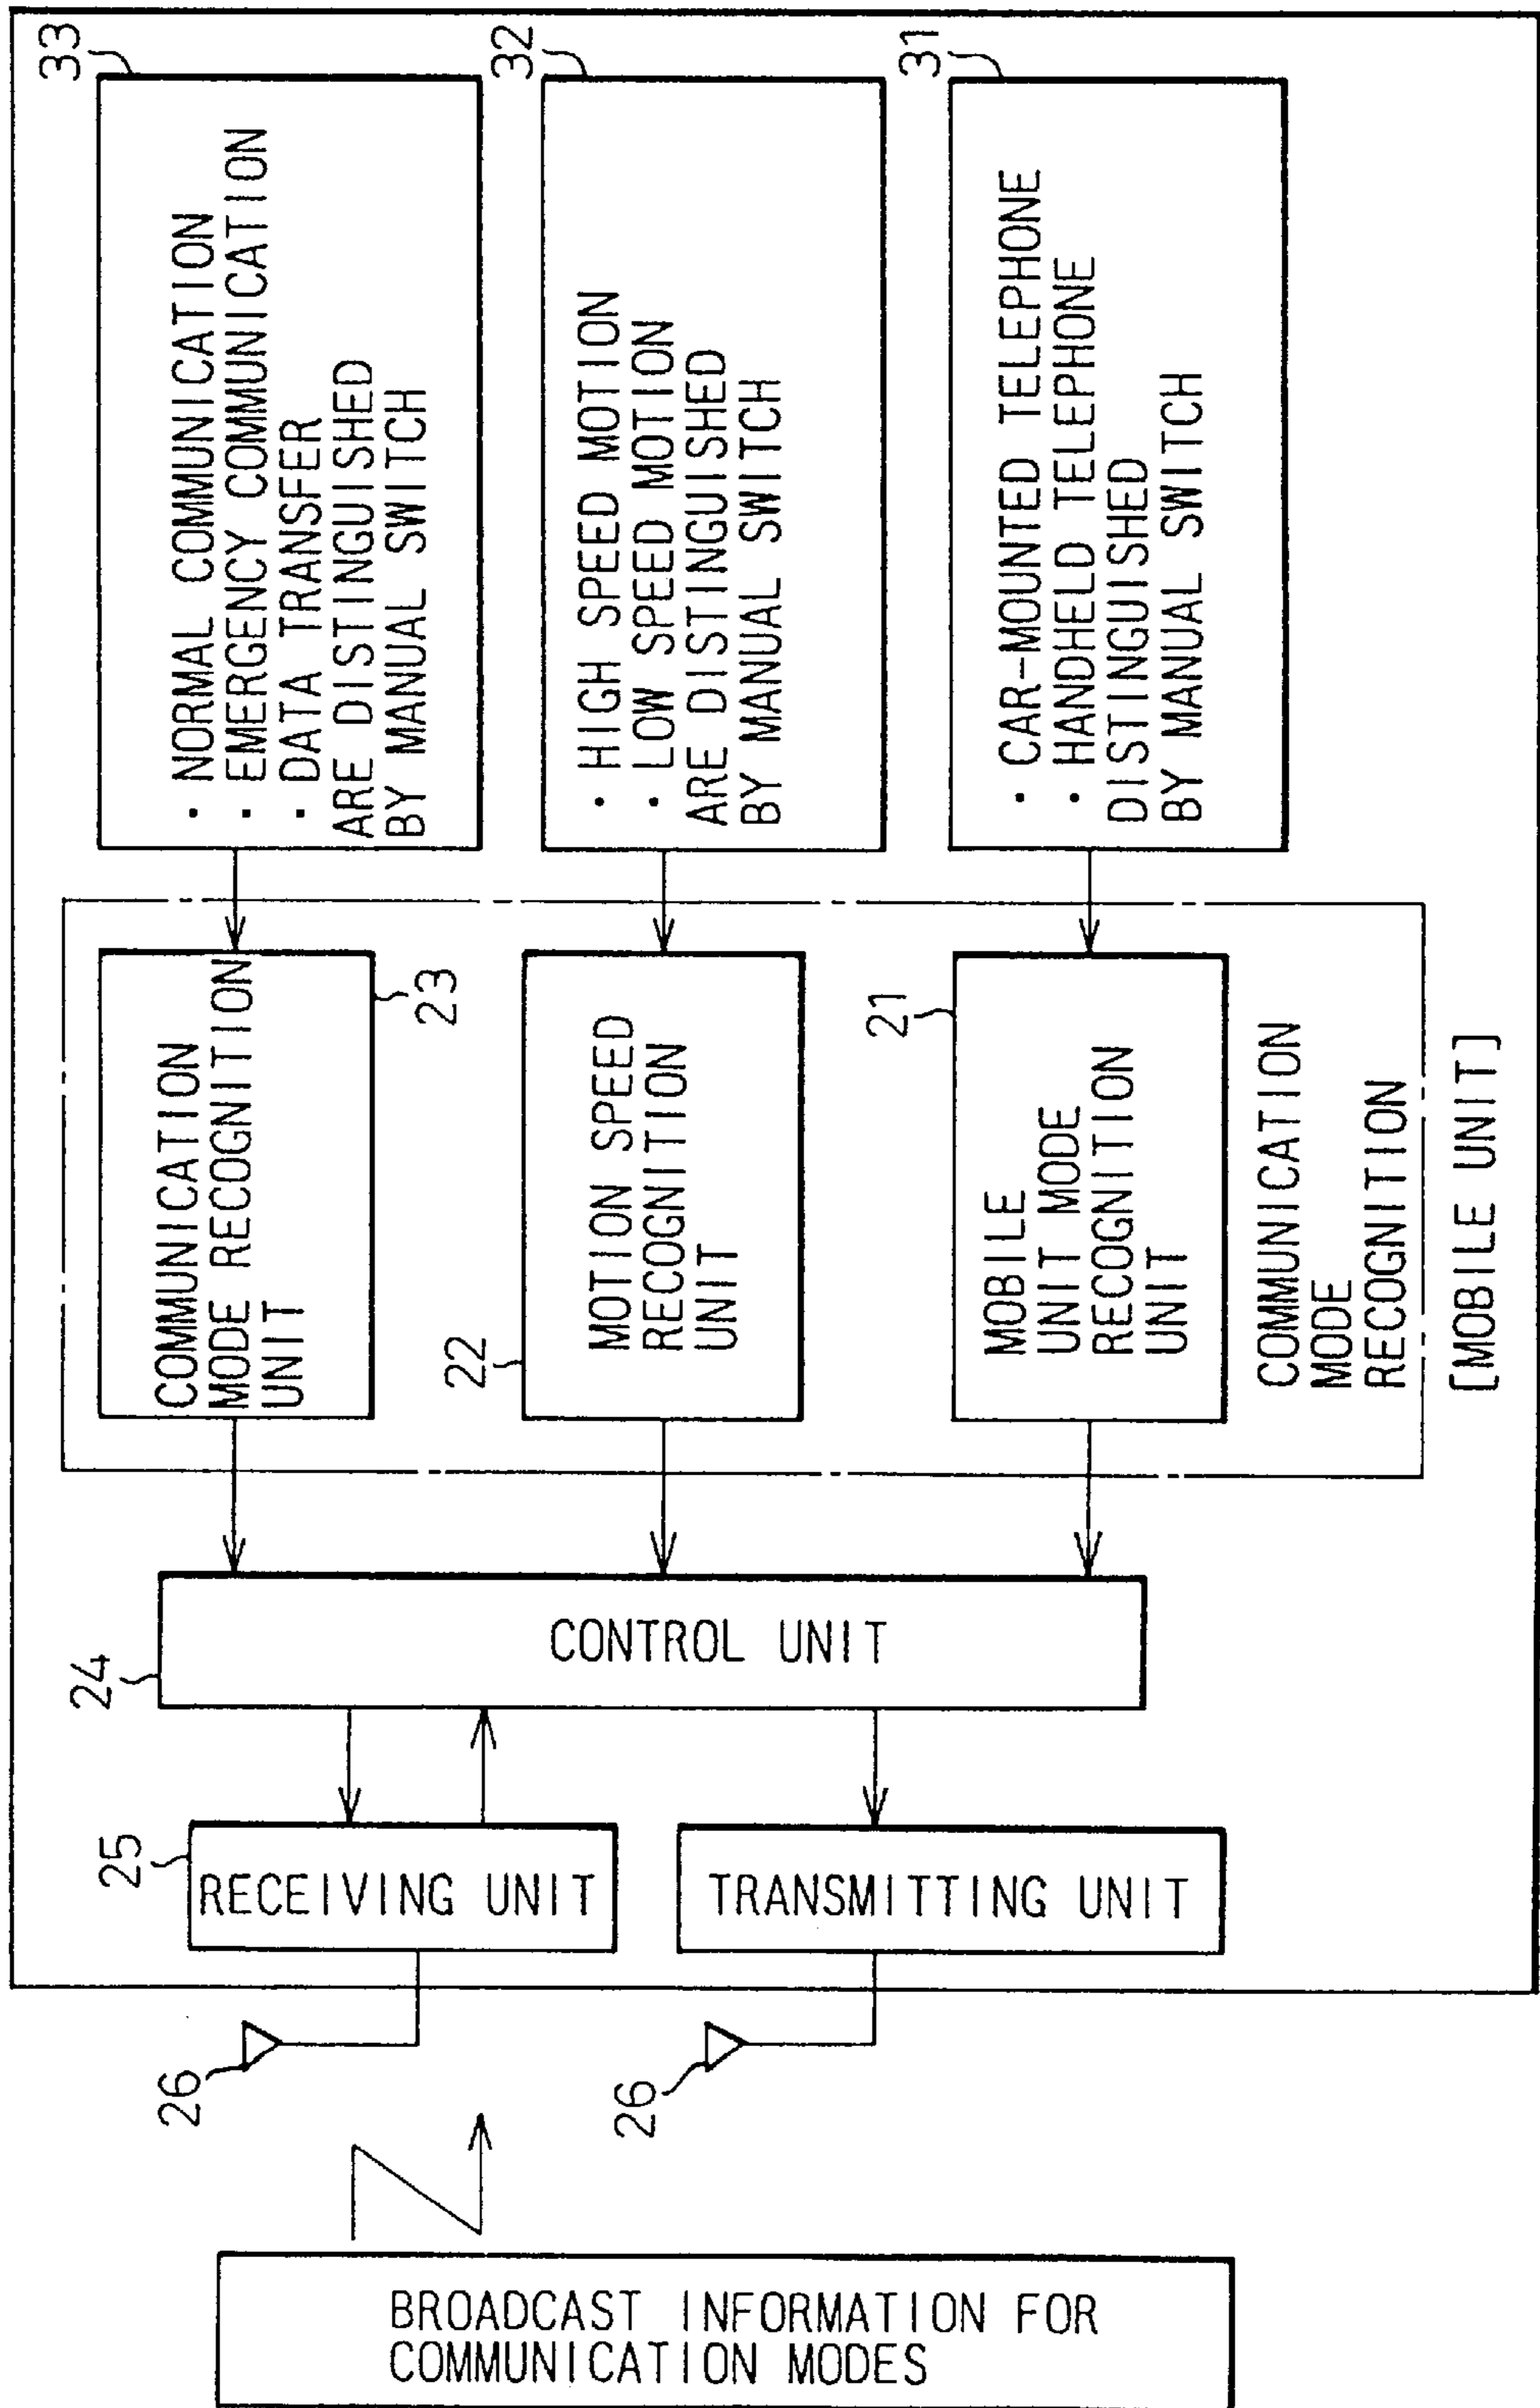 BROADCAST INFORMATION FOR
COMMUNICATION MODES
26
26
25
RECEIVING UNIT
TRANSMITTING UNIT
24
CONTROL UNIT
COMMUNICATION
MODE RECOGNITION
UNIT
23
22
MOTION SPEED
RECOGNITION
UNIT
21
MOBILE
UNIT MODE
RECOGNITION
UNIT
COMMUNICATION
MODE
RECOGNITION
[MOBILE UNIT]
33
· NORMAL COMMUNICATION
· EMERGENCY COMMUNICATION
· DATA TRANSFER
ARE DISTINGUISHED
BY MANUAL SWITCH
32
· HIGH SPEED MOTION
· LOW SPEED MOTION
ARE DISTINGUISHED
BY MANUAL SWITCH
31
· CAR-MOUNTED TELEPHONE
· HANDHELD TELEPHONE
DISTINGUISHED
BY MANUAL SWITCH